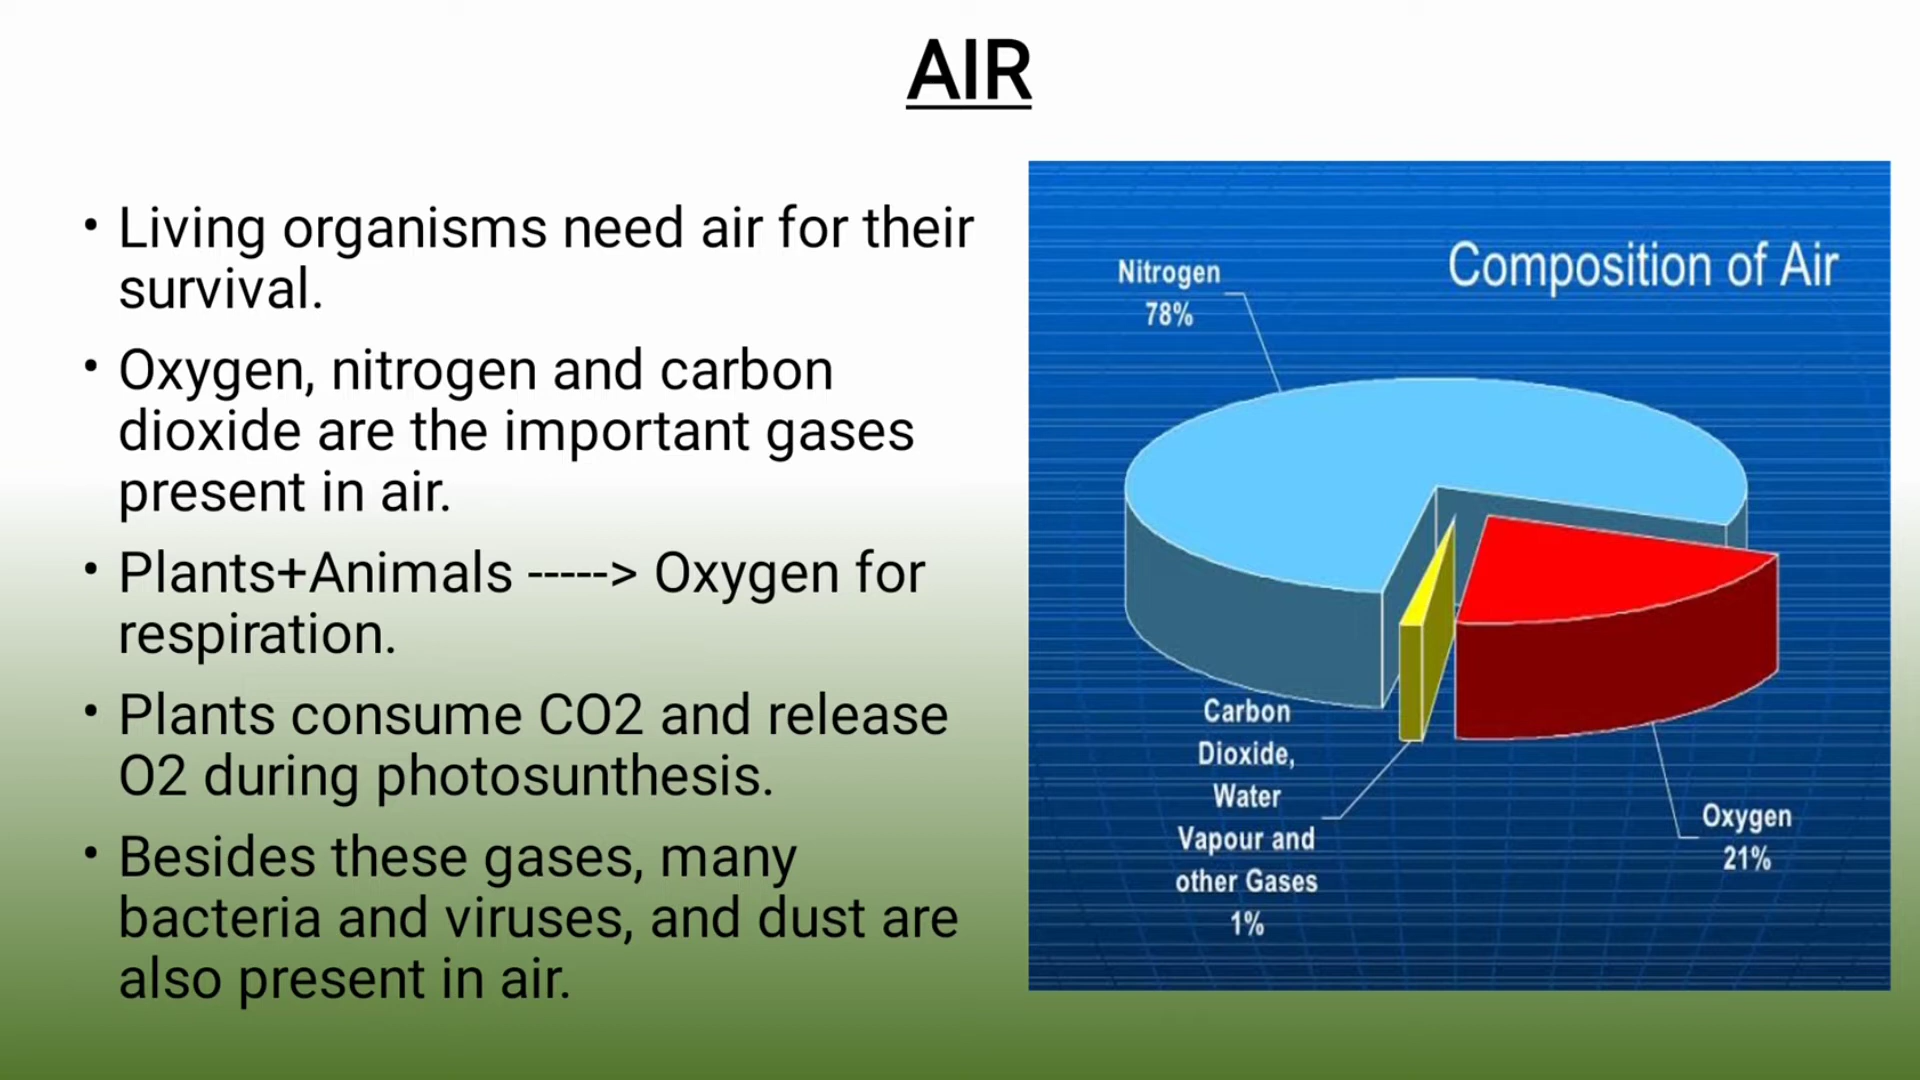 AIR
• Living organisms need air for their
survival.
• Oxygen, nitrogen and carbon
dioxide are the important gases
present in air.
• Plants+Animals -----> Oxygen for
respiration.
• Plants consume CO2 and release
O2 during photosunthesis.
• Besides these gases, many
bacteria and viruses, and dust are
also present in air.
Composition of Air
Nitrogen
78%
Carbon
Dioxide,
Water
Vapour and
other Gases
1%
Oxygen
21%